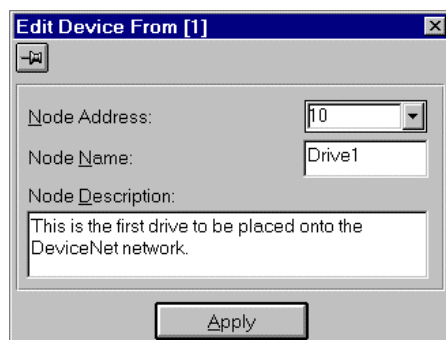 Edit Device From [1]
Node Address:
10
Node Name:
Drive1
Node Description:
This is the first drive to be placed onto the
DeviceNet network.
Apply